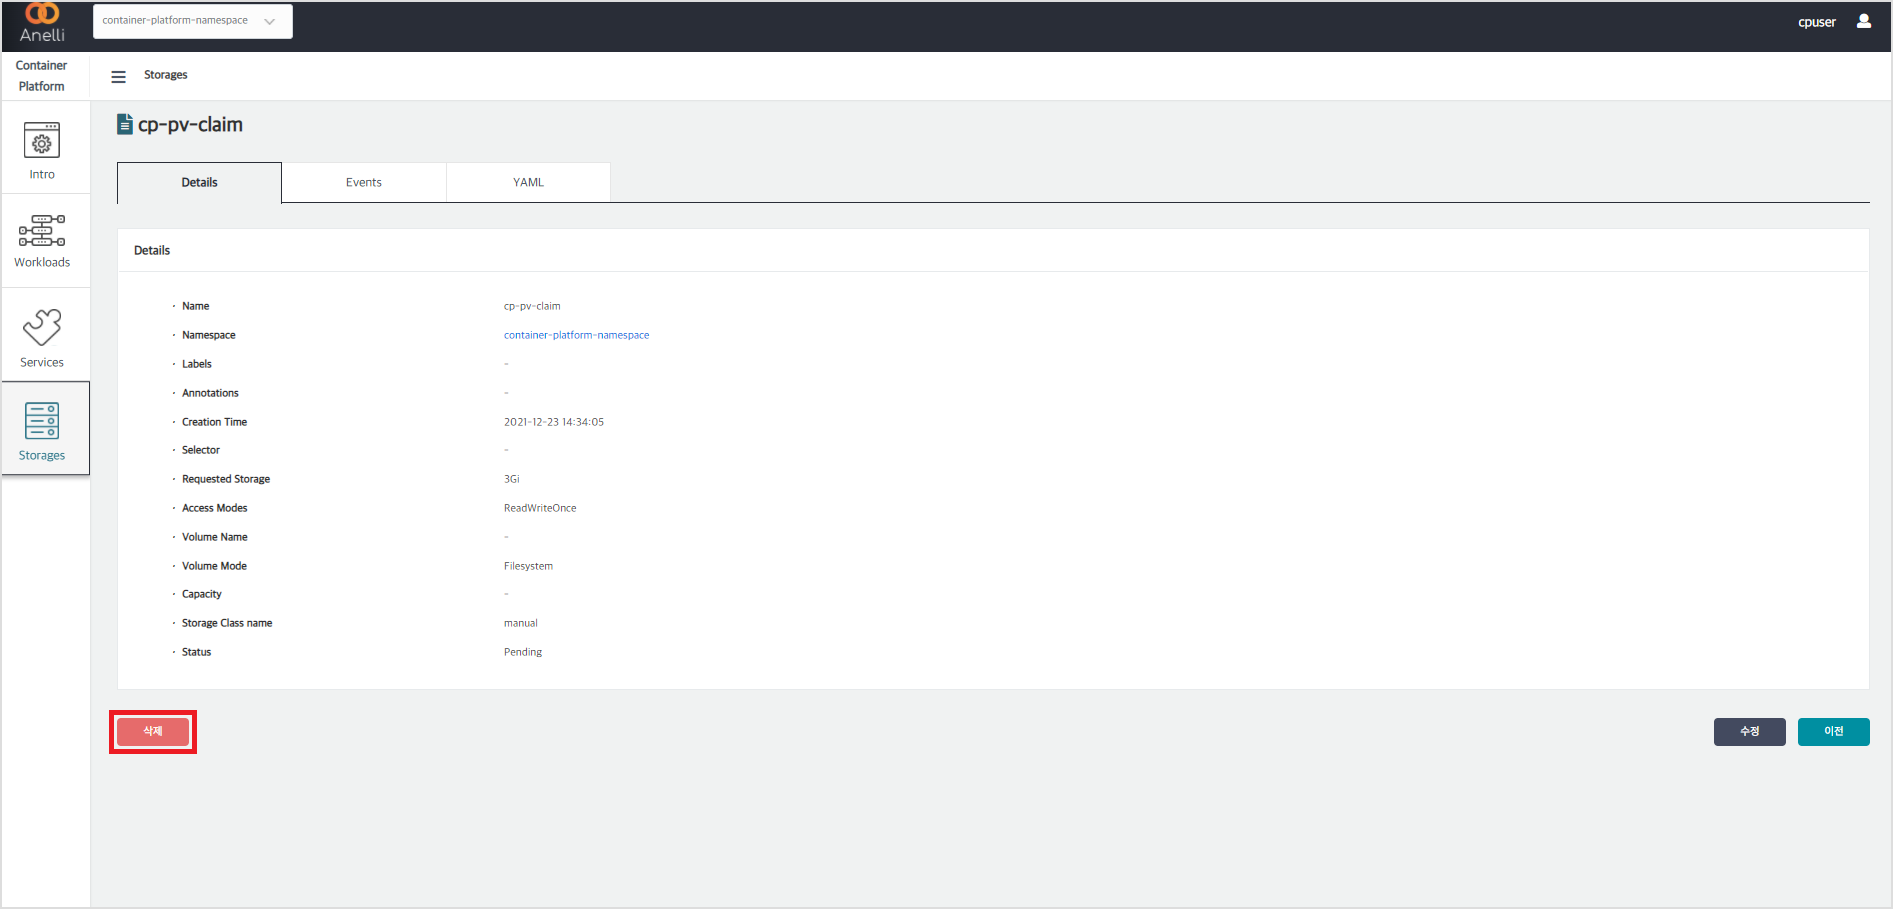 Anelli
container-platform-namespace
cpuser
Container
Platform
Storages
Intro
Workloads
Services
Storages
cp-pv-claim
Details
Events
YAML
Details
Name
cp-pv-claim
Namespace
container-platform-namespace
Labels
-
Annotations
-
Creation Time
2021-12-23 14:34:05
Selector
-
Requested Storage
3Gi
Access Modes
ReadWriteOnce
Volume Name
-
Volume Mode
Filesystem
Capacity
-
Storage Class name
manual
Status
Pending
삭제
수정
이전